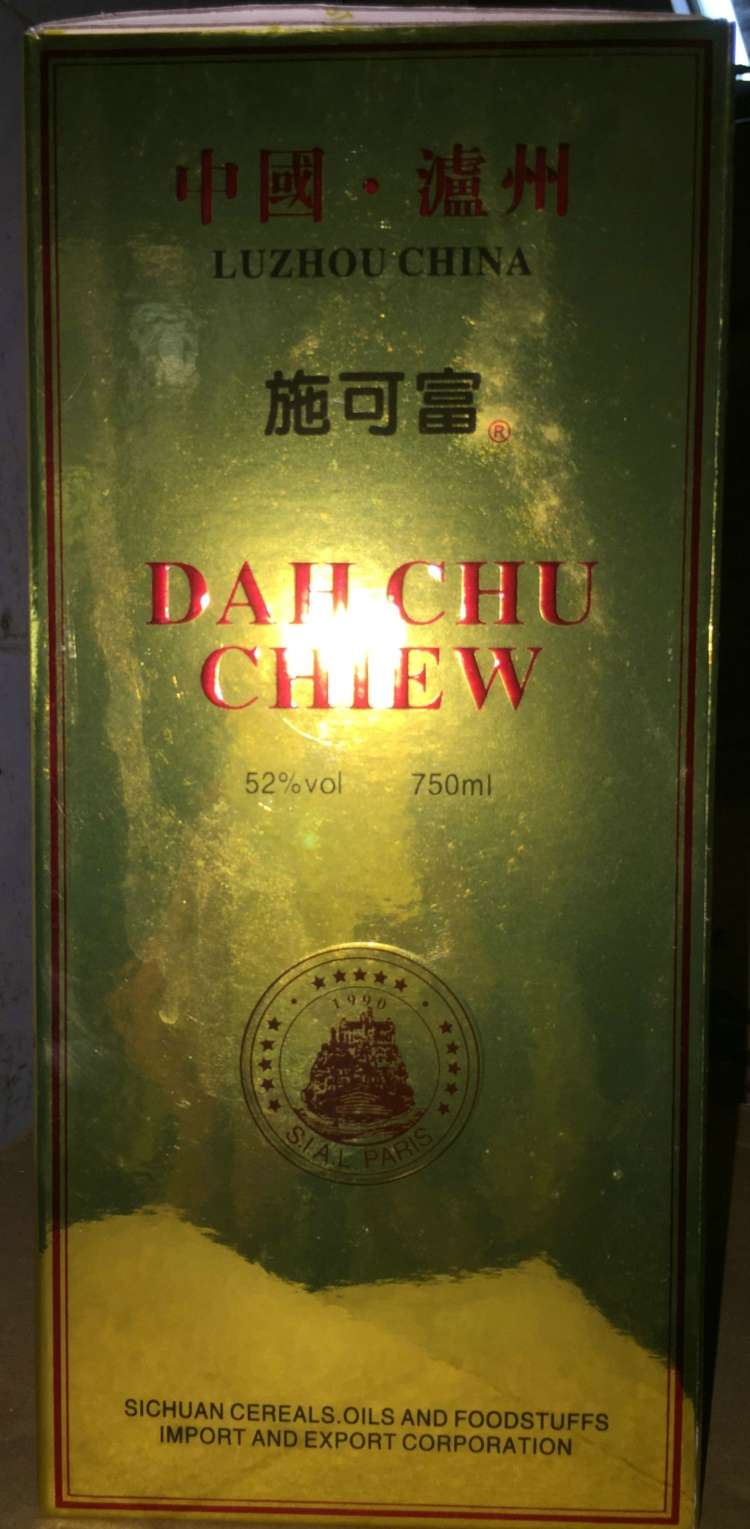 中國·瀘州
LUZHOU CHINA
施可富®
DAH CHU
CHIEW
52%vol 750ml
1990
S.I.A.L PARIS
SICHUAN CEREALS.OILS AND FOODSTUFFS
IMPORT AND EXPORT CORPORATION